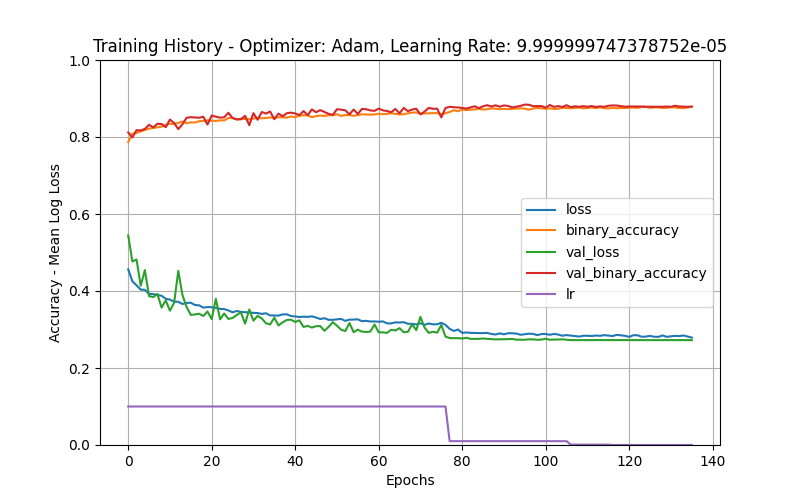 Training History - Optimizer: Adam, Learning Rate: 9.999999747378752e-05
1.0
0.8
0.6
0.4
0.2
0.0
Accuracy - Mean Log Loss
loss
binary_accuracy
val_loss
val_binary_accuracy
lr
0 20 40 60 80 100 120 140
Epochs